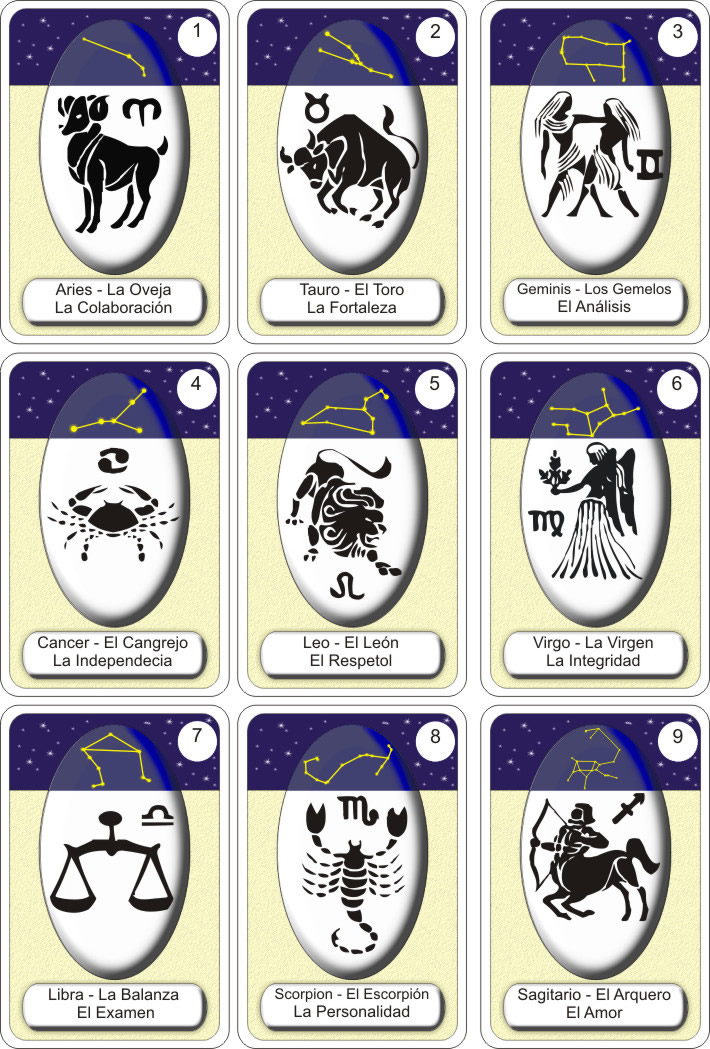 1
Aries - La Oveja
La Colaboración
2
Tauro - El Toro
La Fortaleza
3
Geminis - Los Gemelos
El Análisis
4
Cancer - El Cangrejo
La Independecia
5
Leo - El León
El Respetol
6
Virgo - La Virgen
La Integridad
7
Libra - La Balanza
El Examen
8
Scorpion - El Escorpión
La Personalidad
9
Sagitario - El Arquero
El Amor